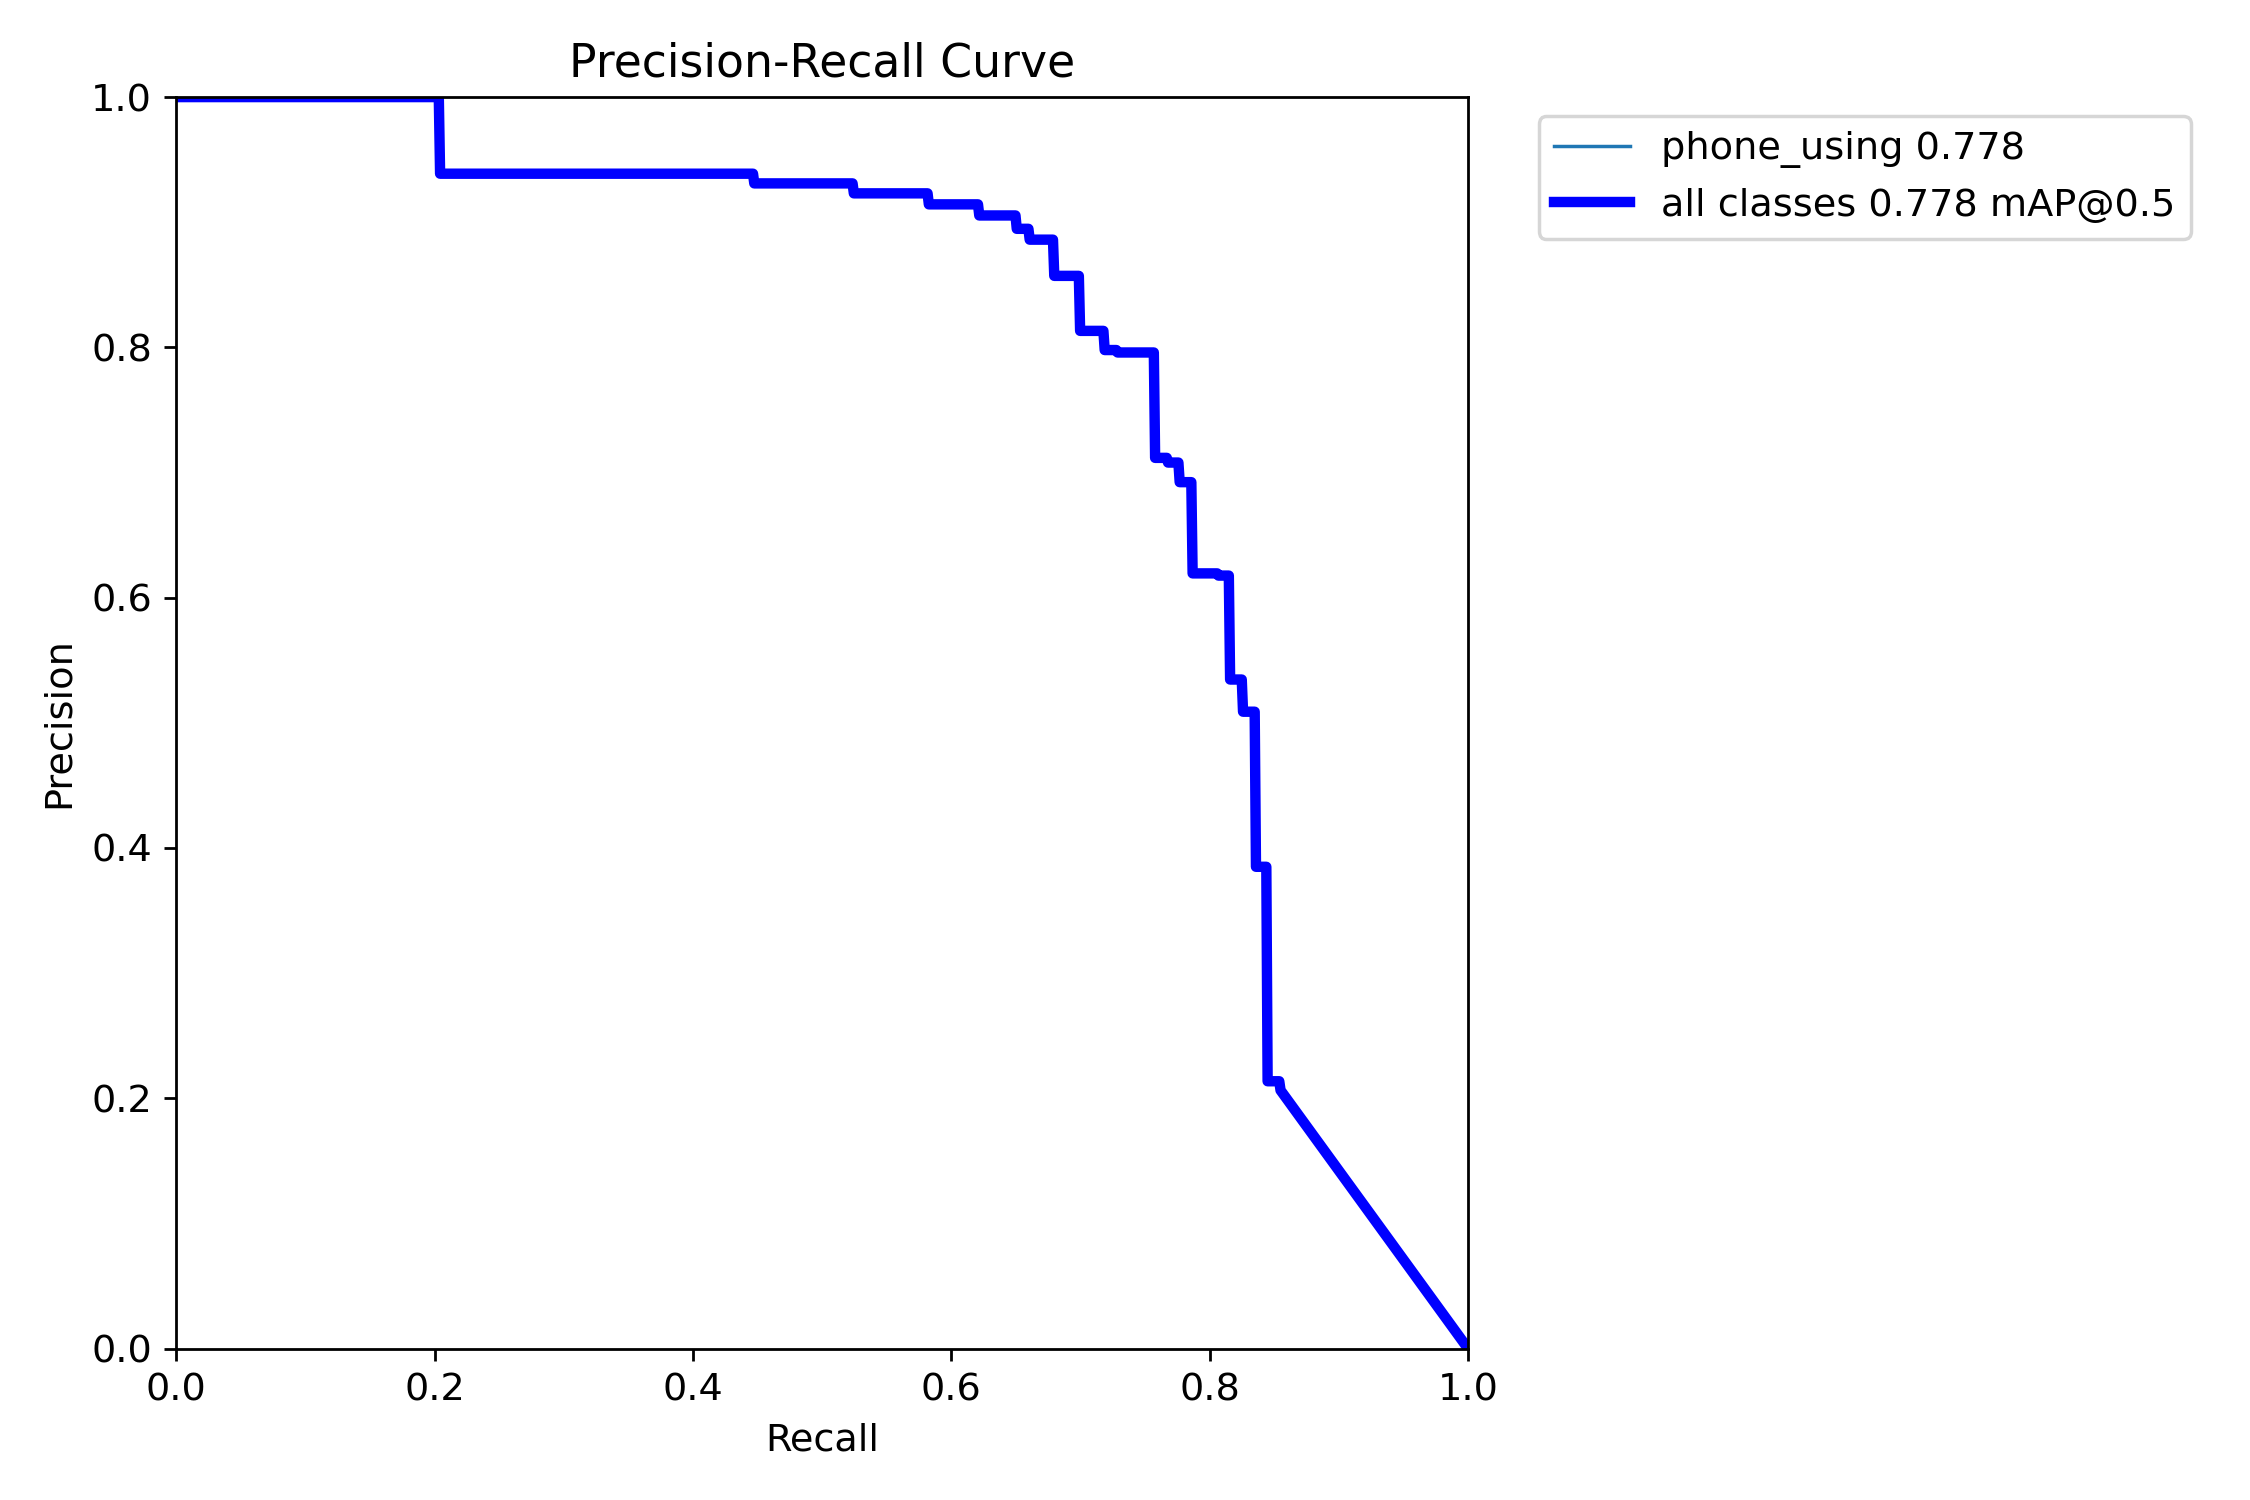 Precision-Recall Curve
phone_using 0.778
all classes 0.778 mAP@0.5
Precision
1.0
0.8
0.6
0.4
0.2
0.0
0.0 0.2 0.4 0.6 0.8 1.0
Recall